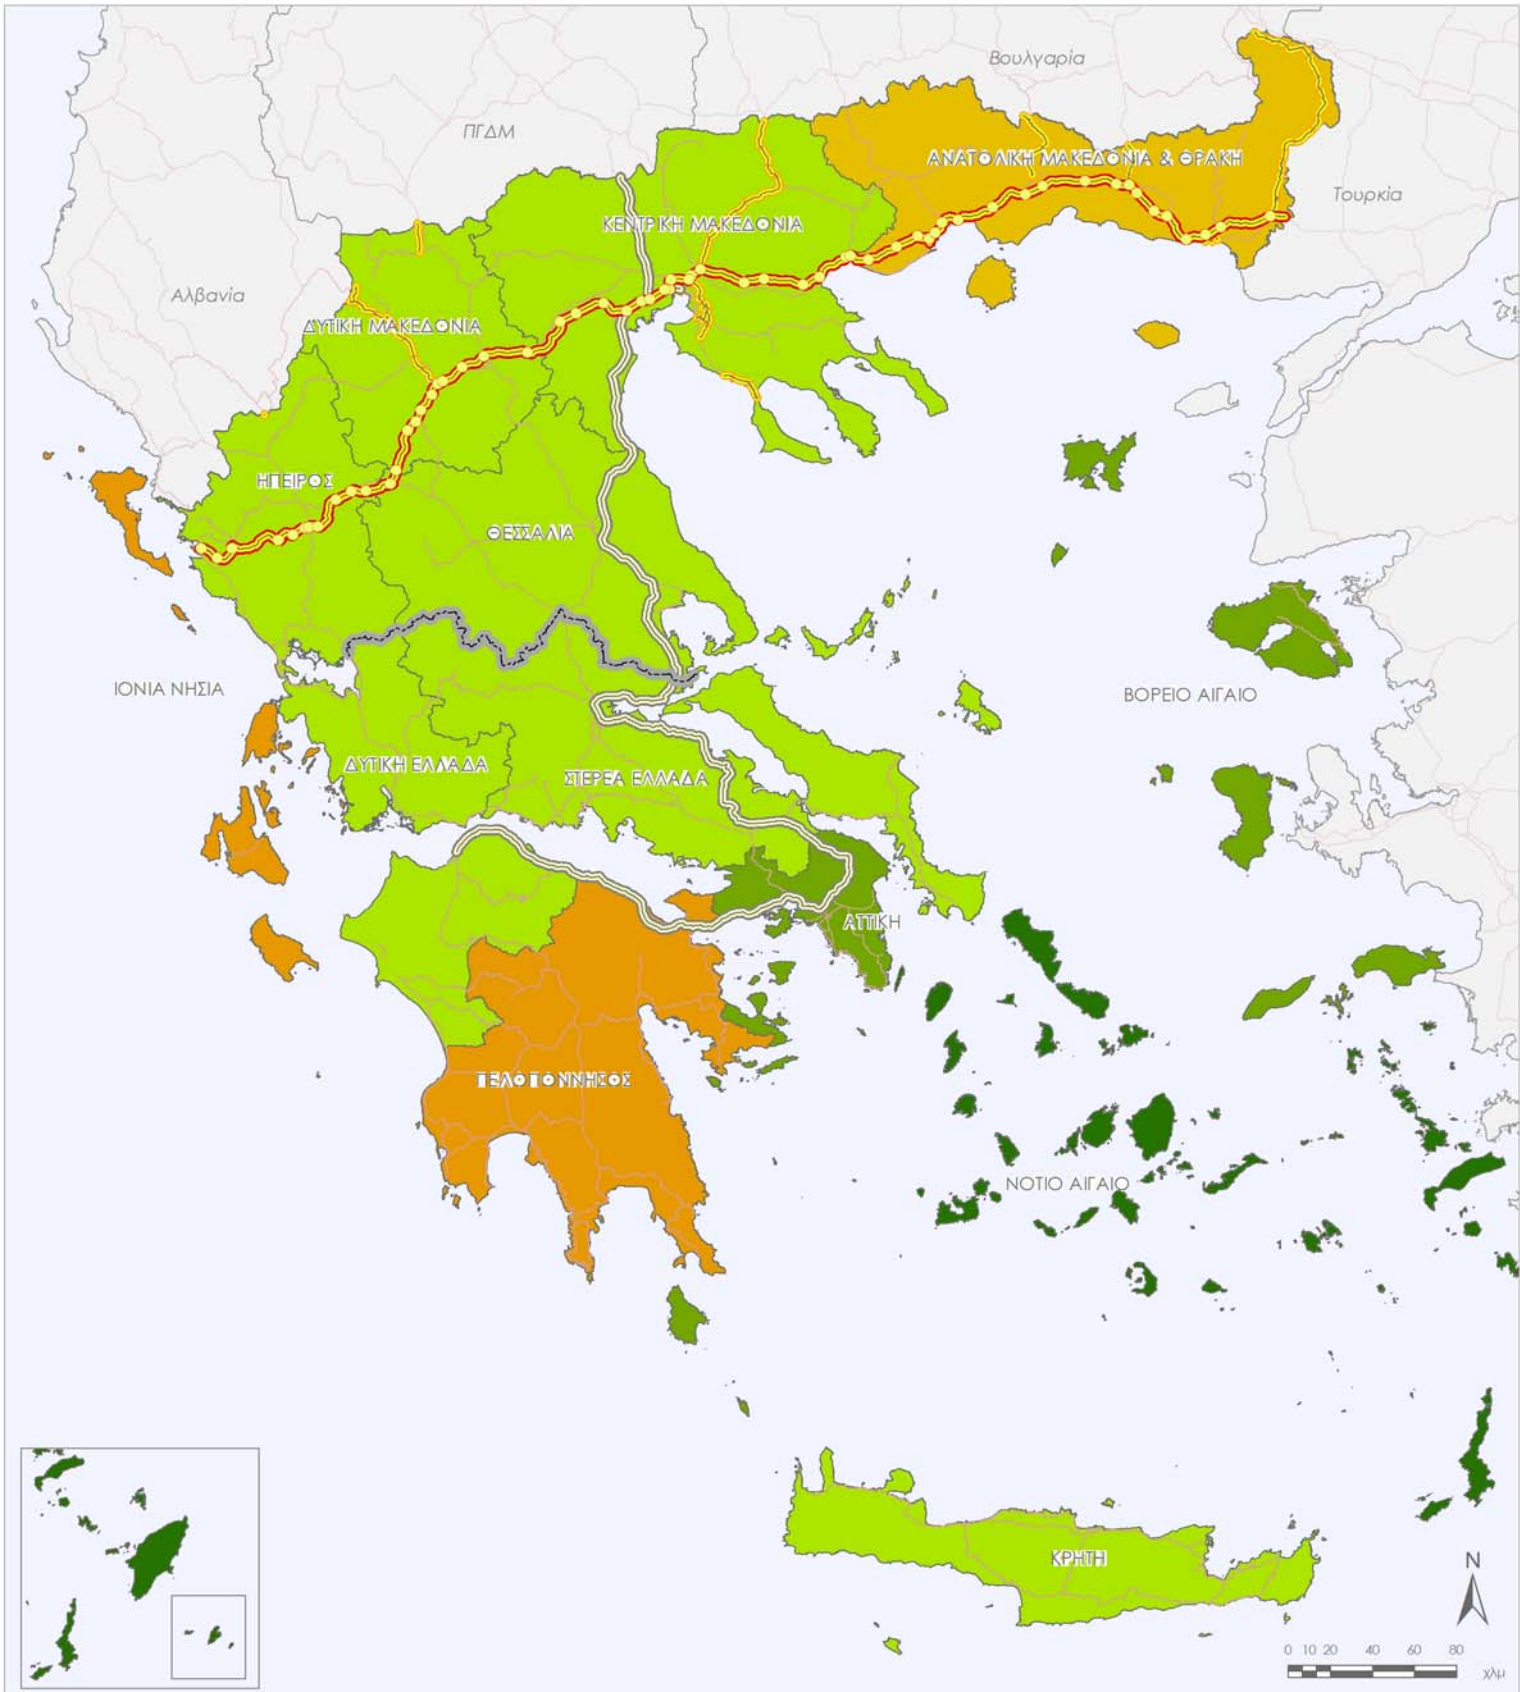 Βουλγαρία
ΠΓΔΜ
ΑΝΑΤΟΛΙΚΗ ΜΑΚΕΔΟΝΙΑ & ΘΡΑΚΗ
Τουρκία
ΚΕΝΤΡΙΚΗ ΜΑΚΕΔΟΝΙΑ
Αλβανία
ΔΥΤΙΚΗ ΜΑΚΕΔΟΝΙΑ
ΗΠΕΙΡΟΣ
ΘΕΣΣΑΛΙΑ
ΙΟΝΙΑ ΝΗΣΙΑ
ΒΟΡΕΙΟ ΑΙΓΑΙΟ
ΔΥΤΙΚΗ ΕΛΛΑΔΑ
ΣΤΕΡΕΑ ΕΛΛΑΔΑ
ΑΤΤΙΚΗ
ΠΕΛΟΠΟΝΝΗΣΟΣ
ΝΟΤΙΟ ΑΙΓΑΙΟ
ΚΡΗΤΗ
N
0 10 20 40 60 80
χλμ